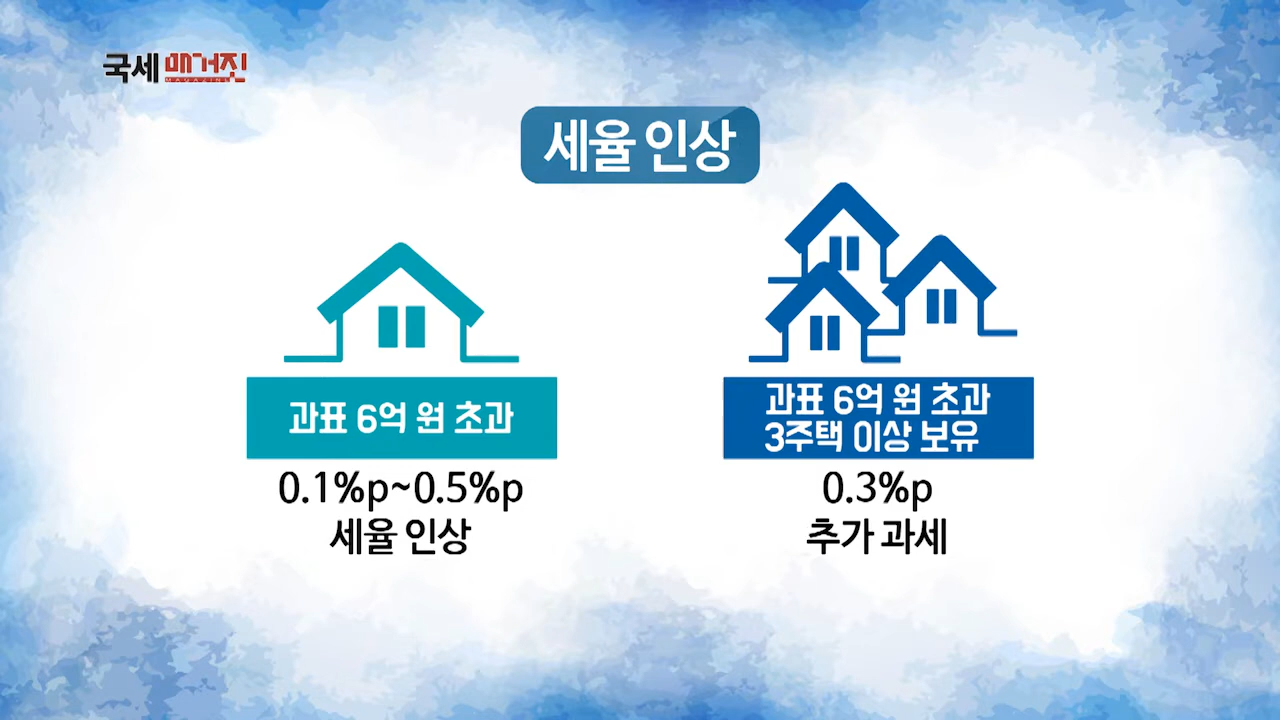 국세 매거진
MAGAZINE
세율 인상
과표 6억 원 초과
0.1%p~0.5%p
세율 인상
과표 6억 원 초과
3주택 이상 보유
0.3%p
추가 과세